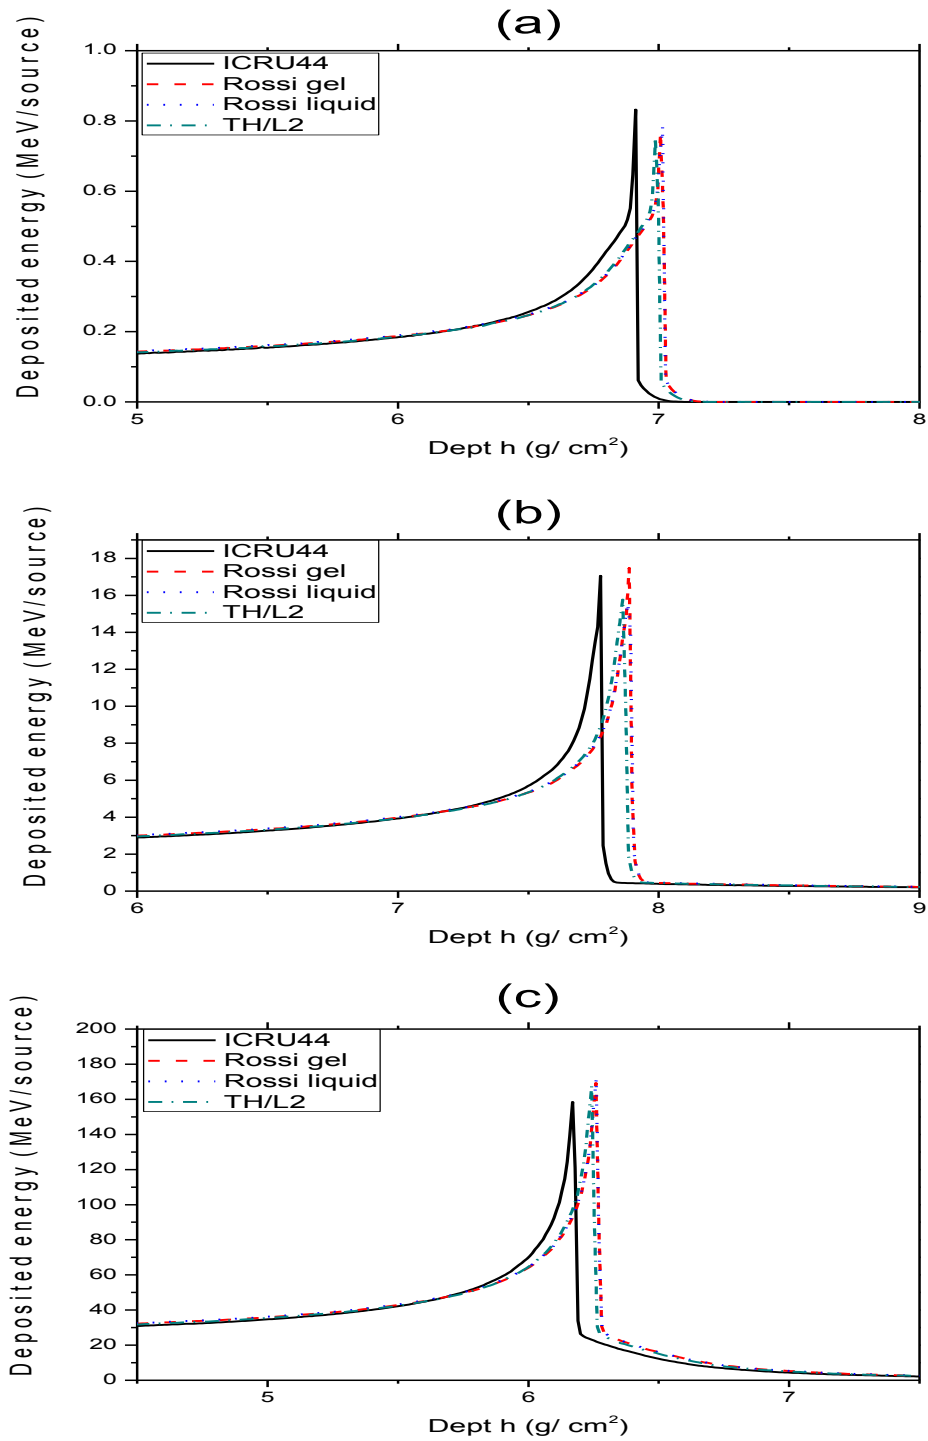 (a)
Deposited energy (MeV/source)
1.0
0.8
0.6
0.4
0.2
0.0
ICRU44
Rossi gel
Rossi liquid
TH/L2
5 6 7 8
Dept h (g/ cm²)
(b)
Deposited energy (MeV/source)
18
16
14
12
10
8
6
4
2
0
ICRU44
Rossi gel
Rossi liquid
TH/L2
6 7 8 9
Dept h (g/ cm²)
(c)
Deposited energy (MeV/source)
200
180
160
140
120
100
80
60
40
20
0
ICRU44
Rossi gel
Rossi liquid
TH/L2
5 6 7
Dept h (g/ cm²)